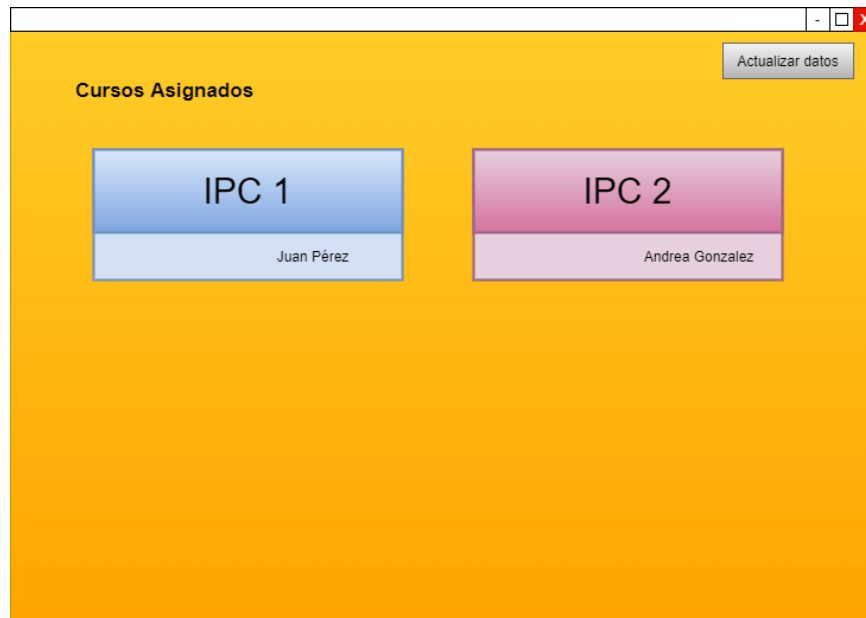 - □ X
Actualizar datos
Cursos Asignados
IPC 1
IPC 2
Juan Pérez
Andrea Gonzalez